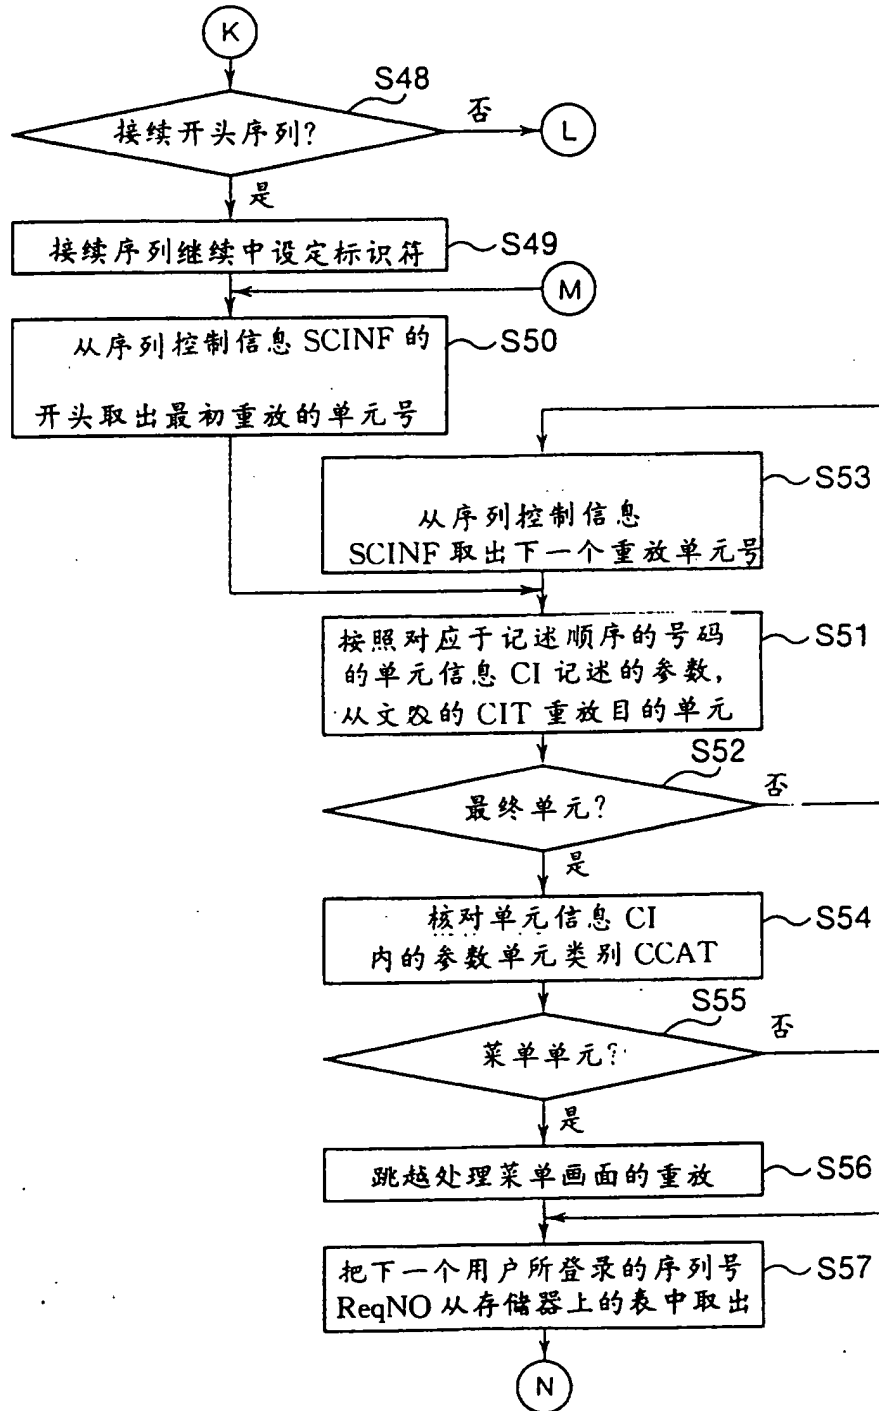 K
S48
接续开头序列?
否
L
是
接续序列继续中设定标识符
S49
M
从序列控制信息 SCINF 的
开头取出最初重放的单元号
S50
S53
从序列控制信息
SCINF 取出下一个重放单元号
按照对应于记述顺序的号码
的单元信息 CI 记述的参数,
从文的 CIT 重放目的单元
S51
S52
最终单元?
否
是
核对单元信息 CI
内的参数单元类别 CCAT
S54
S55
菜单单元?
否
是
跳越处理菜单画面的重放
S56
把下一个用户所登录的序列号
ReqNO 从存储器上的表中取出
S57
N